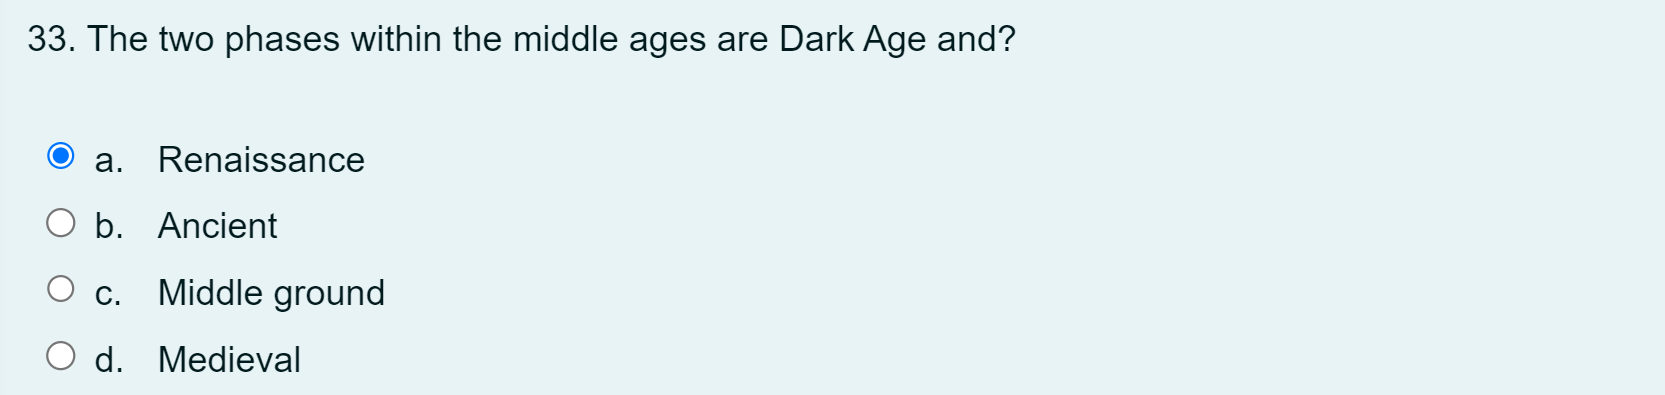 33. The two phases within the middle ages are Dark Age and?
a. Renaissance
b. Ancient
c. Middle ground
d. Medieval